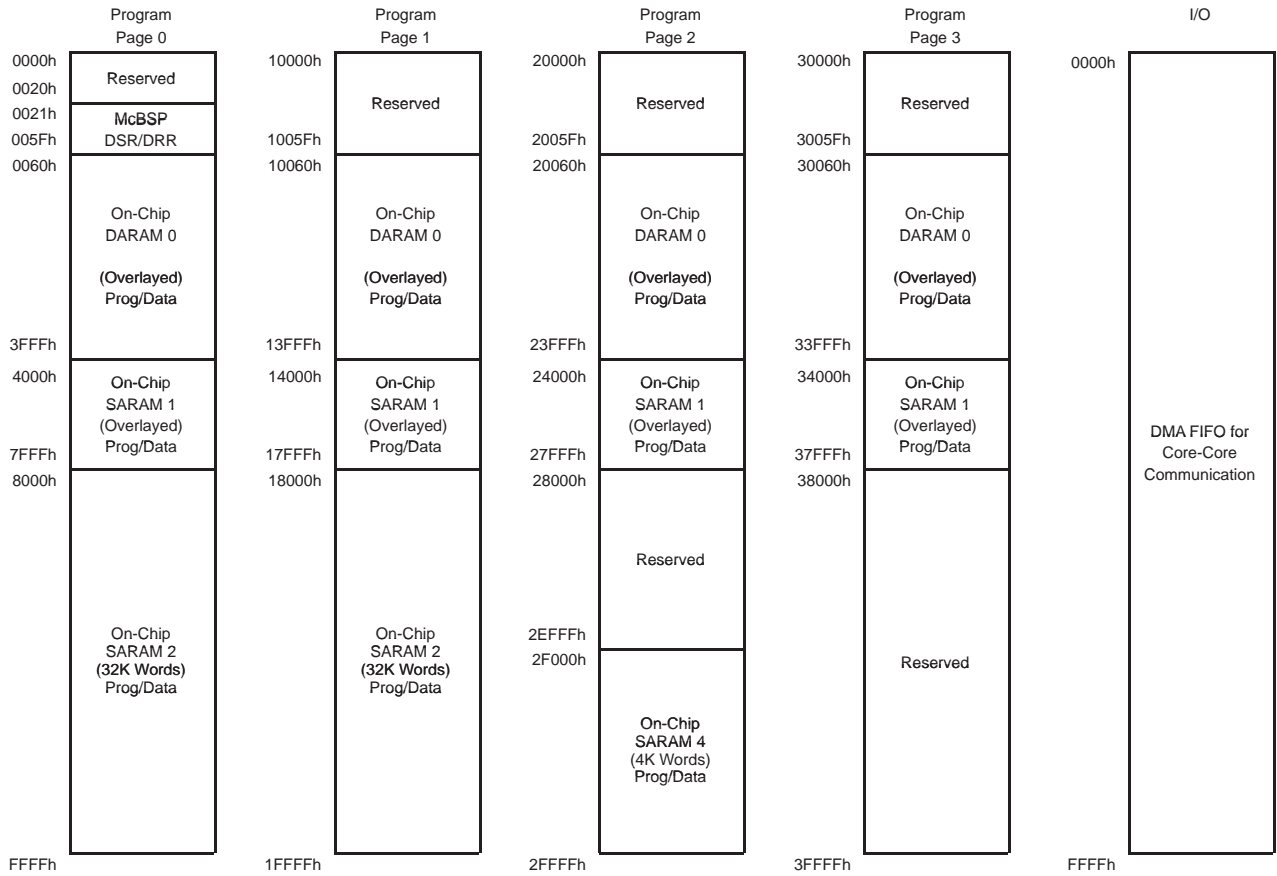 Program
Page 0
0000h
Reserved
0020h
0021h
McBSP
DSR/DRR
005Fh
0060h
On-Chip
DARAM 0
(Overlayed)
Prog/Data
3FFFh
4000h
On-Chip
SARAM 1
(Overlayed)
Prog/Data
7FFFh
8000h
On-Chip
SARAM 2
(32K Words)
Prog/Data
FFFFh
Program
Page 1
10000h
Reserved
1005Fh
10060h
On-Chip
DARAM 0
(Overlayed)
Prog/Data
13FFFh
14000h
On-Chip
SARAM 1
(Overlayed)
Prog/Data
17FFFh
18000h
On-Chip
SARAM 2
(32K Words)
Prog/Data
1FFFFh
Program
Page 2
20000h
Reserved
2005Fh
20060h
On-Chip
DARAM 0
(Overlayed)
Prog/Data
23FFFh
24000h
On-Chip
SARAM 1
(Overlayed)
Prog/Data
27FFFh
28000h
Reserved
2EFFFh
2F000h
On-Chip
SARAM 4
(4K Words)
Prog/Data
2FFFFh
Program
Page 3
30000h
Reserved
3005Fh
30060h
On-Chip
DARAM 0
(Overlayed)
Prog/Data
33FFFh
34000h
On-Chip
SARAM 1
(Overlayed)
Prog/Data
37FFFh
38000h
Reserved
3FFFFh
I/O
0000h
DMA FIFO for
Core-Core
Communication
FFFFh